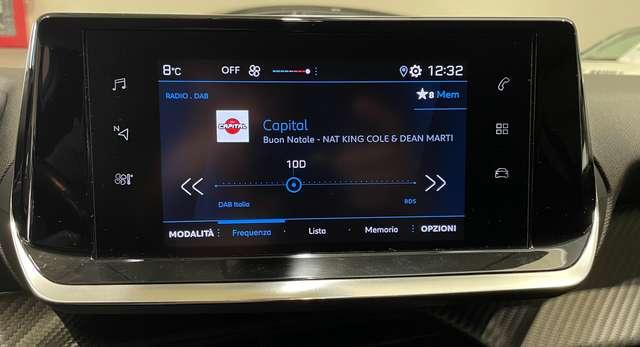 8°C OFF 12:32
RADIO . DAB 8 Mem
CAPITAL
Capital
Buon Natale - NAT KING COLE & DEAN MARTI
10D
N
DAB Italia RDS
MODALITÀ Frequenza Lista Memoria OPZIONI